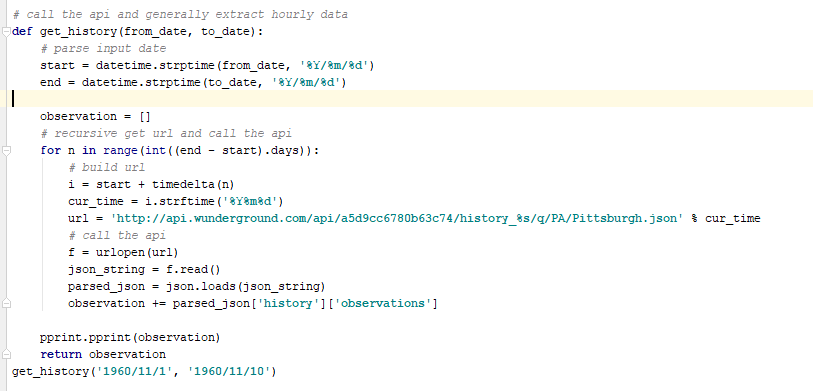 # call the api and generally extract hourly data
def get_history(from_date, to_date):
    # parse input date
    start = datetime.strptime(from_date, '%Y/%m/%d')
    end = datetime.strptime(to_date, '%Y/%m/%d')

    observation = []
    # recursive get url and call the api
    for n in range(int((end - start).days)):
        # build url
        i = start + timedelta(n)
        cur_time = i.strftime('%Y%m%d')
        url = 'http://api.wunderground.com/api/a5d9cc6780b63c74/history_%s/q/PA/Pittsburgh.json' % cur_time
        # call the api
        f = urlopen(url)
        json_string = f.read()
        parsed_json = json.loads(json_string)
        observation += parsed_json['history']['observations']

    pprint.pprint(observation)
    return observation
get_history('1960/11/1', '1960/11/10')